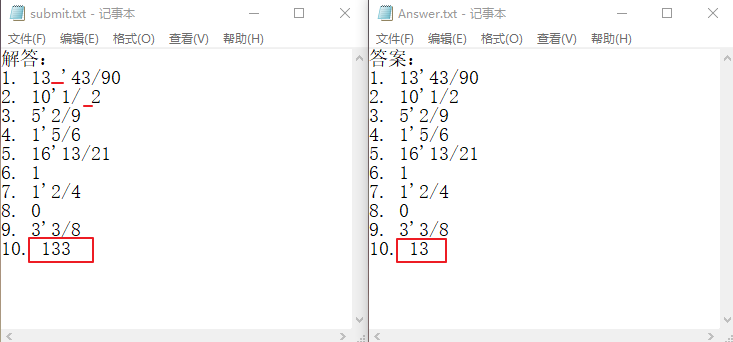 submit.txt - 记事本
文件(F) 编辑(E) 格式(O) 查看(V) 帮助(H)
解答:
1. 13 '43/90
2. 10'1/ 2
3. 5'2/9
4. 1'5/6
5. 16'13/21
6. 1
7. 1'2/4
8. 0
9. 3'3/8
10. 133
Answer.txt - 记事本
文件(F) 编辑(E) 格式(O) 查看(V) 帮助(H)
答案:
1. 13'43/90
2. 10'1/2
3. 5'2/9
4. 1'5/6
5. 16'13/21
6. 1
7. 1'2/4
8. 0
9. 3'3/8
10. 13